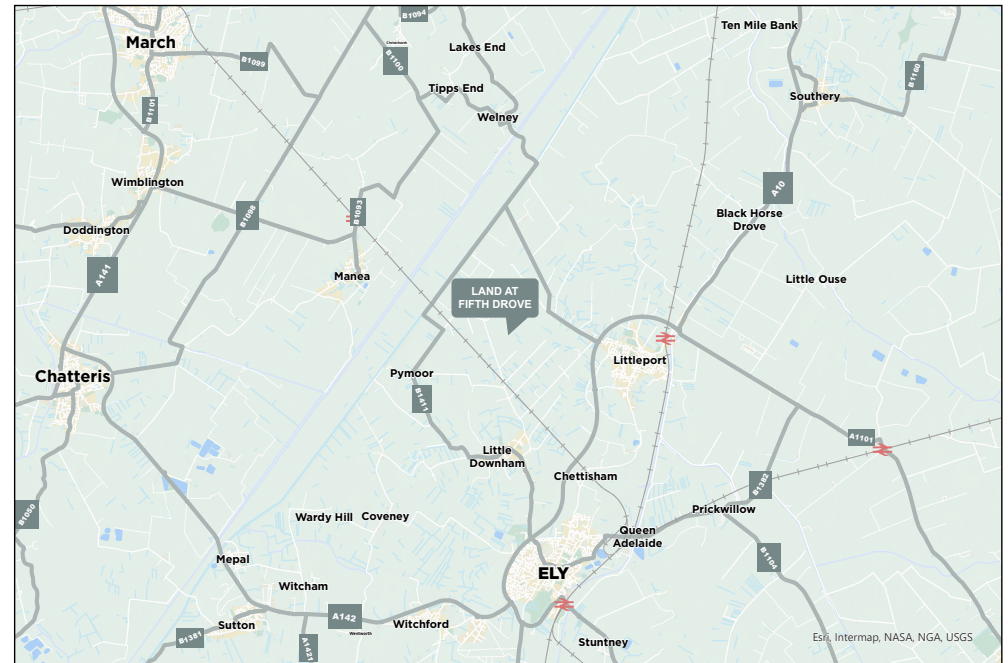 B1094
Ten Mile Bank
March
Christchurch
Lakes End
B1099
B1100
B1160
Tipps End
Southery
B1101
Welney
Wimblington
A10
B1098
B1093
Black Horse
Drove
Doddington
A141
Manea
Little Ouse
LAND AT
FIFTH DROVE
Littleport
Pymoor
Chatteris
B1411
A1101
Little
Downham
Chettisham
B1382
B1050
Wardy Hill
Coveney
Prickwillow
Queen
Adelaide
B1104
Mepal
ELY
Witcham
A142
Sutton
Witchford
B1381
Wentworth
A1421
Stuntney
Esri, Intermap, NASA, NGA, USGS